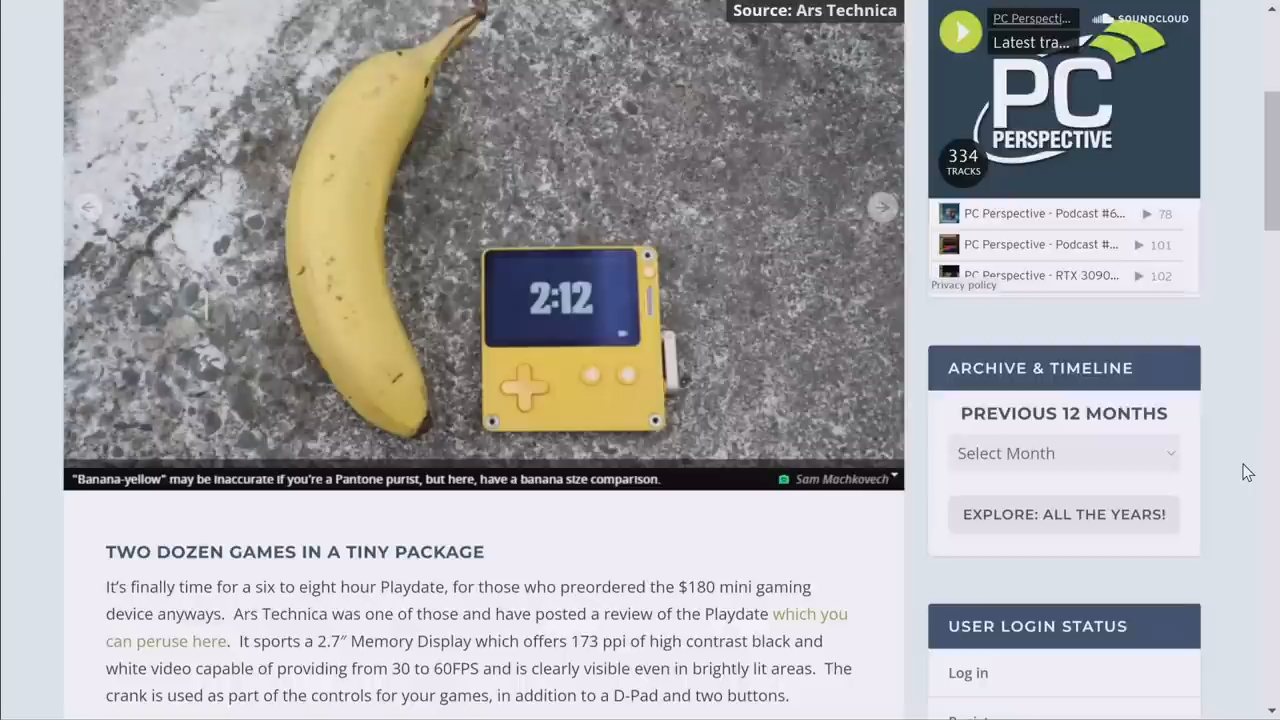 Source: Ars Technica
2:12
"Banana-yellow" may be inaccurate if you're a Pantone purist, but here, have a banana size comparison.
Sam Machkovech
TWO DOZEN GAMES IN A TINY PACKAGE
It's finally time for a six to eight hour Playdate, for those who preordered the $180 mini gaming
device anyways.  Ars Technica was one of those and have posted a review of the Playdate which you
can peruse here.  It sports a 2.7″ Memory Display which offers 173 ppi of high contrast black and
white video capable of providing from 30 to 60FPS and is clearly visible even in brightly lit areas.  The
crank is used as part of the controls for your games, in addition to a D-Pad and two buttons.
PC Perspecti...
SOUNDCLOUD
Latest tra...
PC
PERSPECTIVE
334
TRACKS
PC Perspective - Podcast #6... 78
PC Perspective - Podcast #... 101
PC Perspective - RTX 3090... 102
Privacy policy
ARCHIVE & TIMELINE
PREVIOUS 12 MONTHS
Select Month
EXPLORE: ALL THE YEARS!
USER LOGIN STATUS
Log in